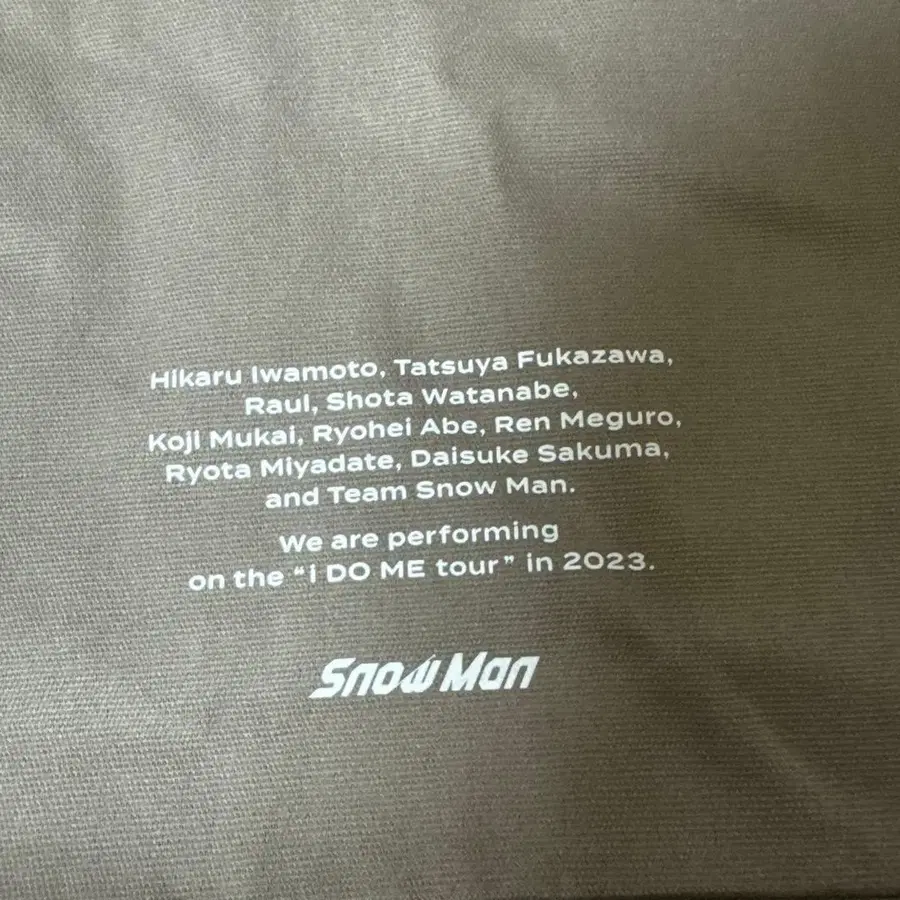 Hikaru Iwamoto, Tatsuya Fukazawa,
Raul, Shota Watanabe,
Koji Mukai, Ryohei Abe, Ren Meguro,
Ryota Miyadate, Daisuke Sakuma,
and Team Snow Man.
We are performing
on the “i DO ME tour” in 2023.
Snow Man